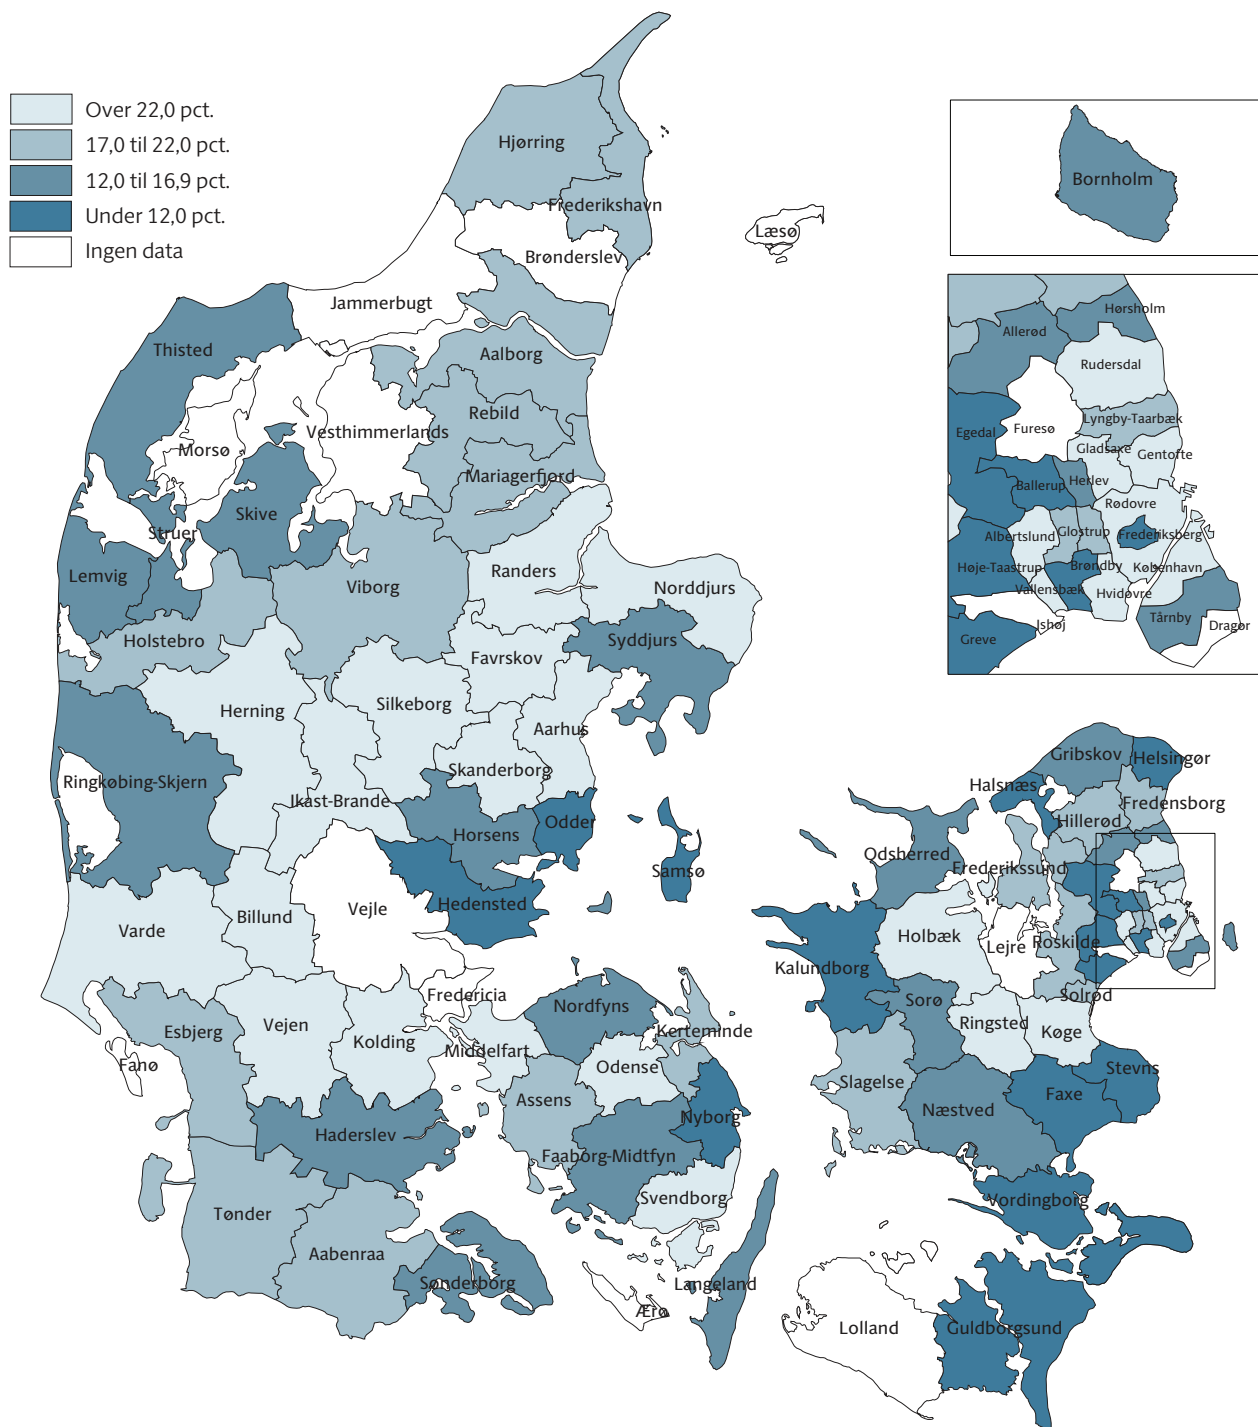 Over 22,0 pct.
17,0 til 22,0 pct.
12,0 til 16,9 pct.
Under 12,0 pct.
Ingen data
Hjørring
Frederikshavn
Læsø
Brønderslev
Jammerbugt
Thisted
Aalborg
Rebild
Vesthimmerlands
Morsø
Mariagerfjord
Skive
Struer
Lemvig
Viborg
Randers
Norddjurs
Holstebro
Syddjurs
Favrskov
Silkeborg
Herning
Aarhus
Skanderborg
Ringkøbing-Skjern
Ikast-Brande
Horsens
Odder
Samsø
Hedensted
Vejle
Billund
Varde
Fredericia
Nordfyns
Vejen
Kolding
Esbjerg
Middelfart
Kerteminde
Fanø
Odense
Assens
Nyborg
Haderslev
Faaborg-Midtfyn
Svendborg
Tønder
Aabenraa
Sønderborg
Langeland
Ærø
Bornholm
Hørsholm
Allerød
Rudersdal
Lyngby-Taarbæk
Furesø
Egedal
Gladsaxe
Gentofte
Ballerup
Herlev
Rødovre
Albertslund
Glostrup
Frederiksberg
Høje-Taastrup
Brøndby
København
Vallensbæk
Hvidovre
Ishøj
Tårnby
Dragør
Greve
Gribskov
Helsingør
Halsnæs
Fredensborg
Hillerød
Odsherred
Frederikssund
Holbæk
Lejre
Roskilde
Kalundborg
Solrød
Sorø
Ringsted
Køge
Stevns
Slagelse
Næstved
Faxe
Vordingborg
Lolland
Guldborgsund